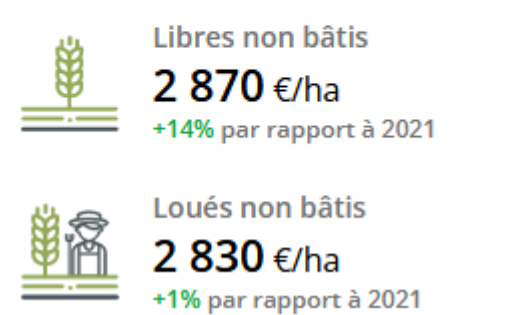 Libres non bâtis
2 870 €/ha
+14% par rapport à 2021
Loués non bâtis
2 830 €/ha
+1% par rapport à 2021